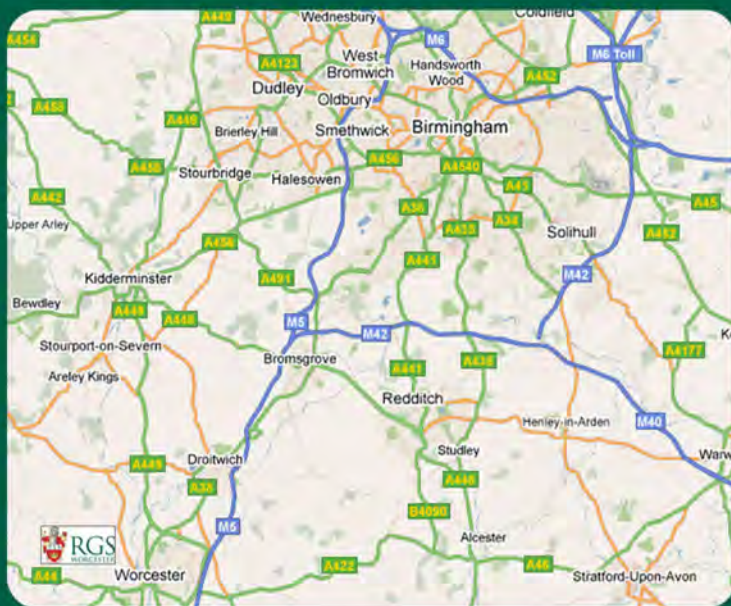 A449
Wednesbury
Coldfield
A454
M6
M6 Toll
West
Bromwich
Handsworth
Wood
A4123
A452
Dudley
Oldbury
A458
A449
Brierley Hill
Smethwick
Birmingham
A458
Stourbridge
Halesowen
A456
A4540
A45
A442
A38
A435
A34
A45
Upper Arley
A456
Solihull
A452
A441
Kidderminster
A491
M42
Bewdley
A449
A448
M5
M42
Stourport-on-Severn
Bromsgrove
A441
A435
A4177
Areley Kings
Redditch
Henley-in-Arden
M40
Studley
Droitwich
A449
A38
A448
B4090
M5
Alcester
RGS
WORCESTER
A44
Worcester
A422
A46
Stratford-Upon-Avon